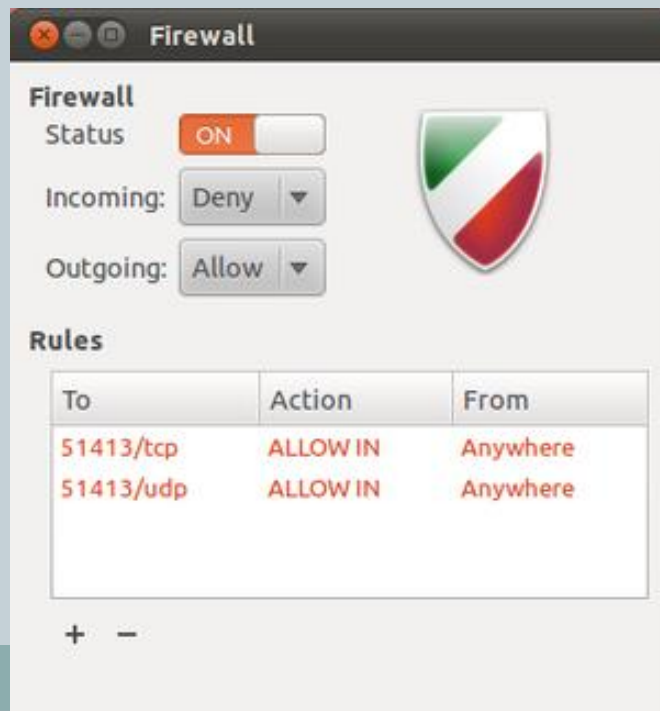 Firewall
Firewall
Status ON
Incoming: Deny
Outgoing: Allow
Rules
To Action From
51413/tcp ALLOW IN Anywhere
51413/udp ALLOW IN Anywhere
+ −